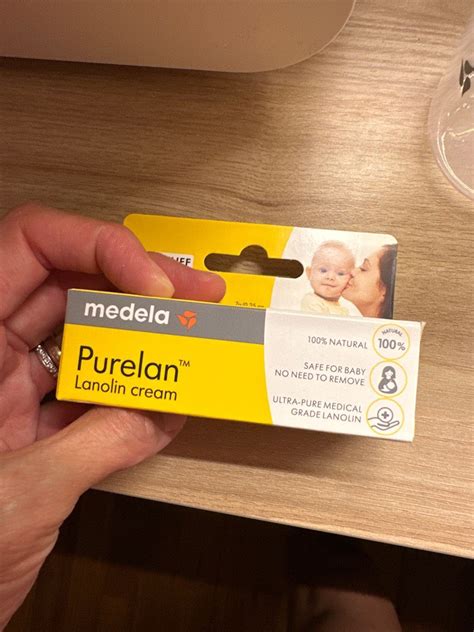 medela
Purelan™
Lanolin cream
100% NATURAL
NATURAL
100%
SAFE FOR BABY
NO NEED TO REMOVE
ULTRA-PURE MEDICAL
GRADE LANOLIN